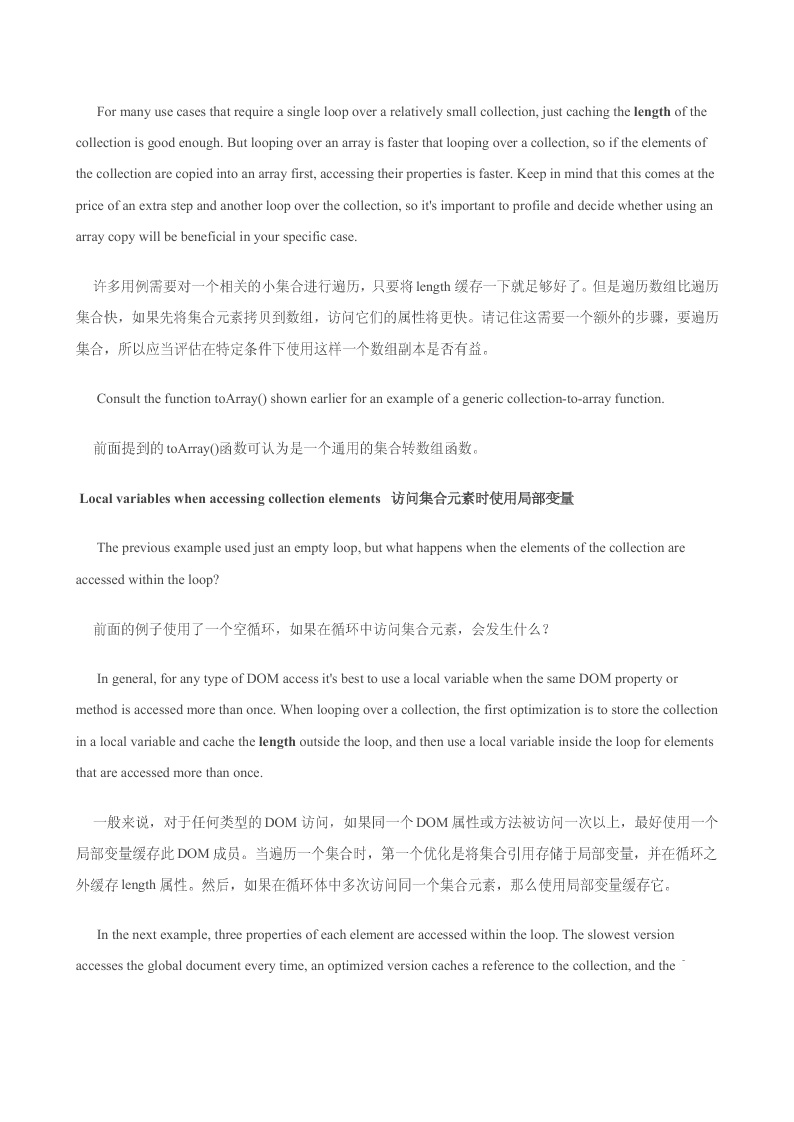 For many use cases that require a single loop over a relatively small collection, just caching the length of the
collection is good enough. But looping over an array is faster that looping over a collection, so if the elements of
the collection are copied into an array first, accessing their properties is faster. Keep in mind that this comes at the
price of an extra step and another loop over the collection, so it's important to profile and decide whether using an
array copy will be beneficial in your specific case.
许多用例需要对一个相关的小集合进行遍历，只要将 length 缓存一下就足够好了。但是遍历数组比遍历
集合快，如果先将集合元素拷贝到数组，访问它们的属性将更快。请记住这需要一个额外的步骤，要遍历
集合，所以应当评估在特定条件下使用这样一个数组副本是否有益。
Consult the function toArray() shown earlier for an example of a generic collection-to-array function.
前面提到的 toArray()函数可认为是一个通用的集合转数组函数。
Local variables when accessing collection elements 访问集合元素时使用局部变量
The previous example used just an empty loop, but what happens when the elements of the collection are
accessed within the loop?
前面的例子使用了一个空循环，如果在循环中访问集合元素，会发生什么？
In general, for any type of DOM access it's best to use a local variable when the same DOM property or
method is accessed more than once. When looping over a collection, the first optimization is to store the collection
in a local variable and cache the length outside the loop, and then use a local variable inside the loop for elements
that are accessed more than once.
一般来说，对于任何类型的 DOM 访问，如果同一个 DOM 属性或方法被访问一次以上，最好使用一个
局部变量缓存此 DOM 成员。当遍历一个集合时，第一个优化是将集合引用存储于局部变量，并在循环之
外缓存 length 属性。然后，如果在循环体中多次访问同一个集合元素，那么使用局部变量缓存它。
In the next example, three properties of each element are accessed within the loop. The slowest version
accesses the global document every time, an optimized version caches a reference to the collection, and the